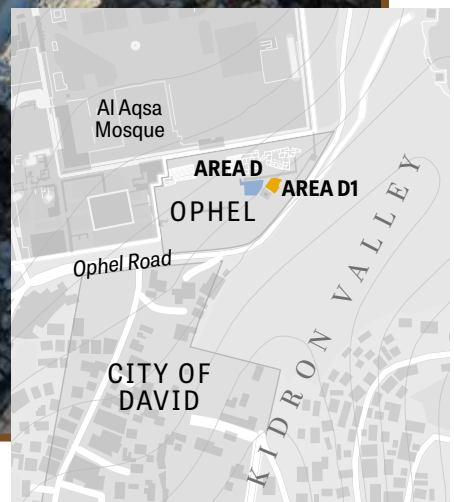 Al Aqsa
Mosque
AREA D
AREA D1
OPHEL
Ophel Road
CITY OF
DAVID
KIDRON VALLEY